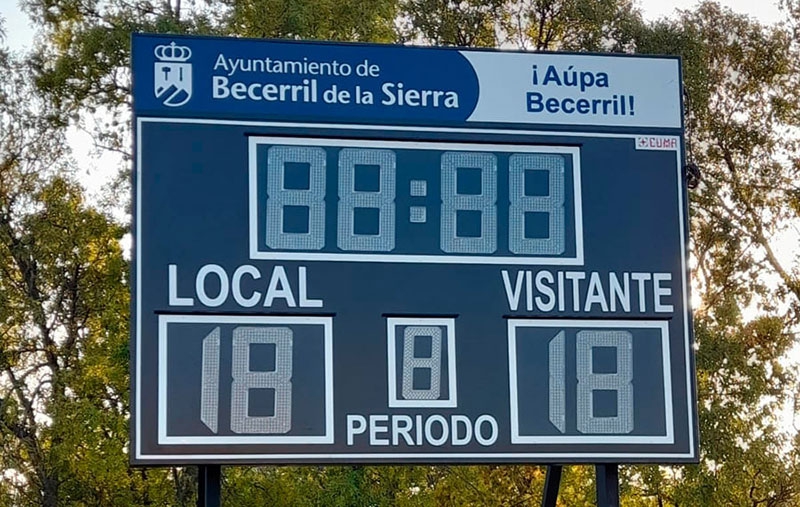 Ayuntamiento de
Becerril de la Sierra
¡Aúpa
Becerril!
CUMA
88:88
LOCAL
VISITANTE
18
8
18
PERIODO